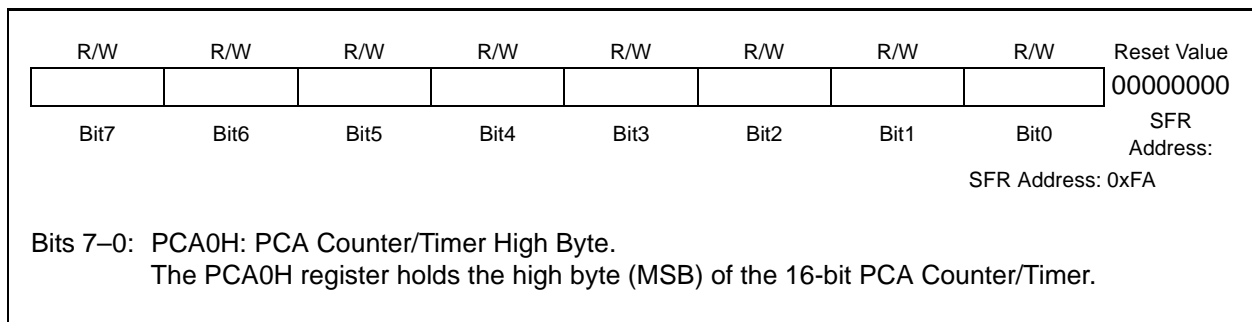 R/W R/W R/W R/W R/W R/W R/W R/W Reset Value
00000000
Bit7 Bit6 Bit5 Bit4 Bit3 Bit2 Bit1 Bit0 SFR
Address:
SFR Address: 0xFA
Bits 7–0: PCA0H: PCA Counter/Timer High Byte.
The PCA0H register holds the high byte (MSB) of the 16-bit PCA Counter/Timer.